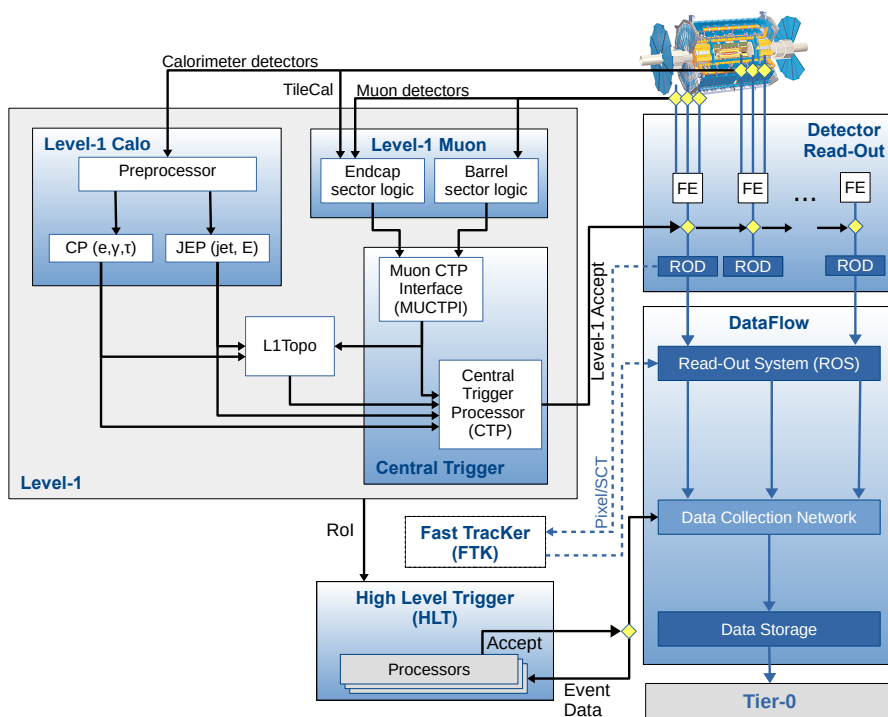 Calorimeter detectors
TileCal
Muon detectors
Detector
Read-Out
Level-1 Calo
Preprocessor
CP (e,γ,τ)
JEP (jet, E)
Level-1 Muon
Endcap
sector logic
Barrel
sector logic
FE
FE
...
FE
ROD
ROD
ROD
Muon CTP
Interface
(MUCTPI)
L1Topo
Central
Trigger
Processor
(CTP)
Central Trigger
Level-1
Level-1 Accept
DataFlow
Read-Out System (ROS)
Pixel/SCT
Data Collection Network
RoI
Fast TracKer
(FTK)
High Level Trigger
(HLT)
Accept
Processors
Event
Data
Data Storage
Tier-0